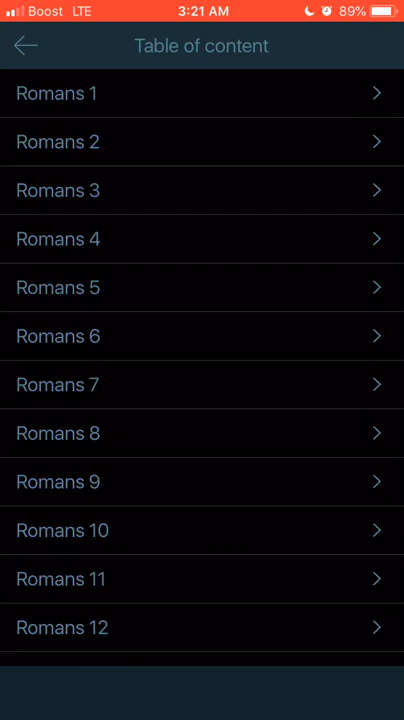 Boost LTE 3:21 AM 89%
Table of content
Romans 1
Romans 2
Romans 3
Romans 4
Romans 5
Romans 6
Romans 7
Romans 8
Romans 9
Romans 10
Romans 11
Romans 12